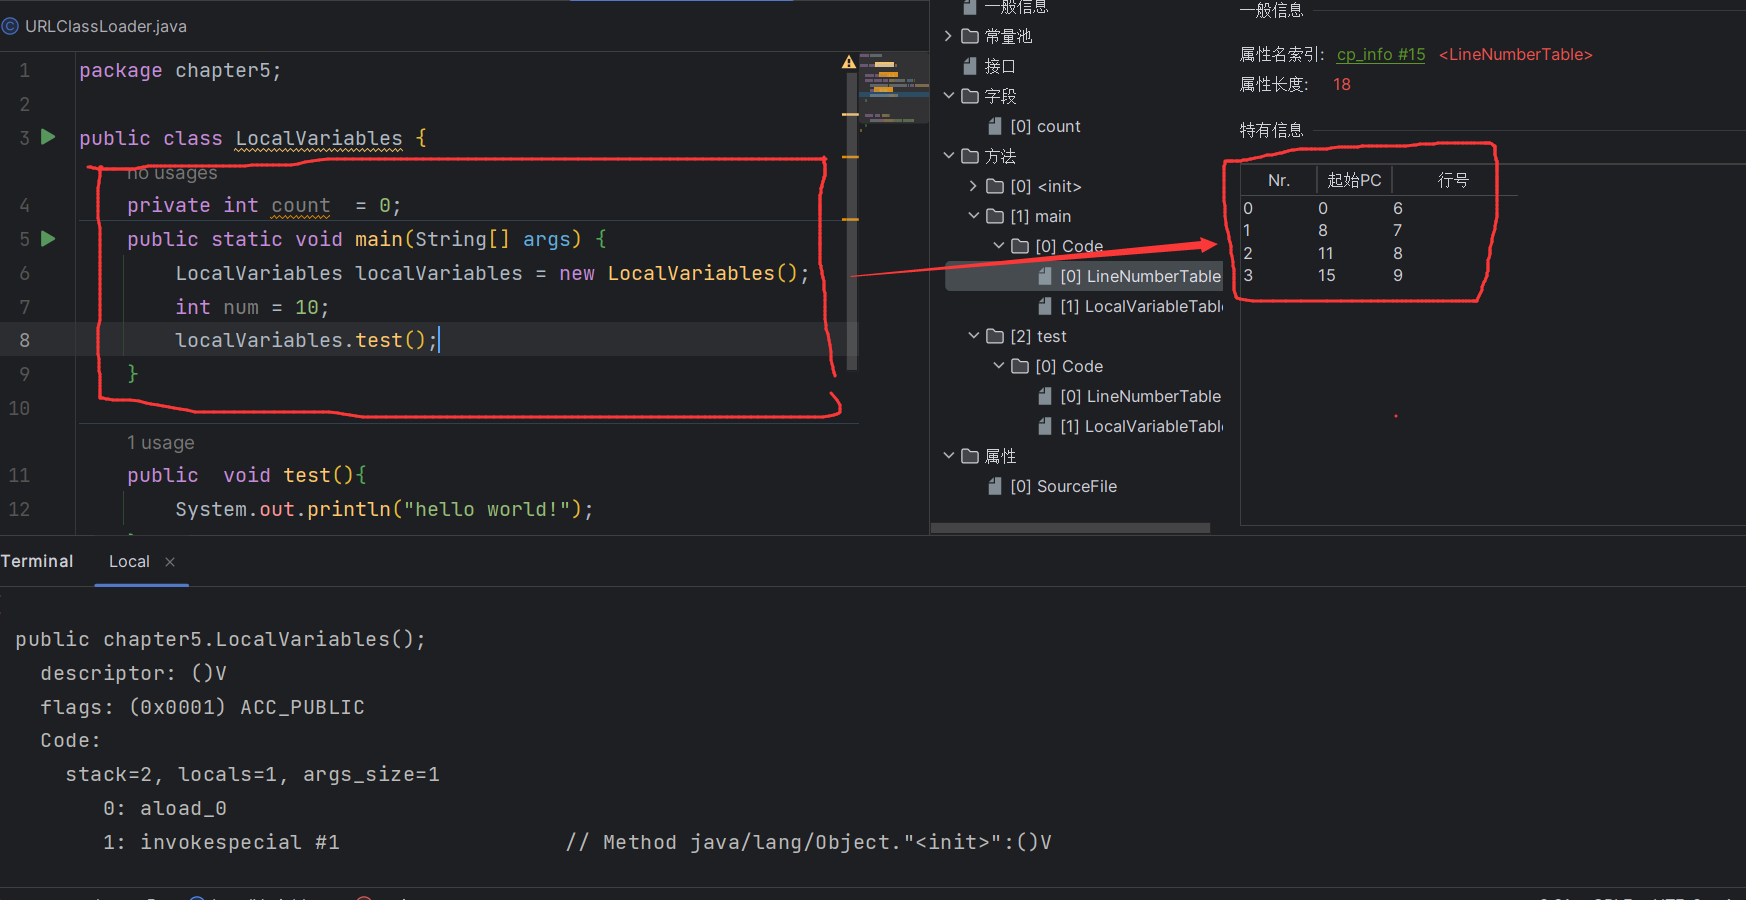 URLClassLoader.java
1 package chapter5;
2
3 public class LocalVariables {
no usages
4 private int count = 0;
5 public static void main(String[] args) {
6 LocalVariables localVariables = new LocalVariables();
7 int num = 10;
8 localVariables.test();
9 }
10
1 usage
11 public void test(){
12 System.out.println("hello world!");
一般信息
常量池
接口
字段
[0] count
方法
[0] <init>
[1] main
[0] Code
[0] LineNumberTable
[1] LocalVariableTabl
[2] test
[0] Code
[0] LineNumberTable
[1] LocalVariableTabl
属性
[0] SourceFile
一般信息
属性名索引: cp_info #15 <LineNumberTable>
属性长度: 18
特有信息
Nr. 起始PC 行号
0 0 6
1 8 7
2 11 8
3 15 9
Terminal Local ×
public chapter5.LocalVariables();
descriptor: ()V
flags: (0x0001) ACC_PUBLIC
Code:
stack=2, locals=1, args_size=1
0: aload_0
1: invokespecial #1 // Method java/lang/Object."<init>":()V